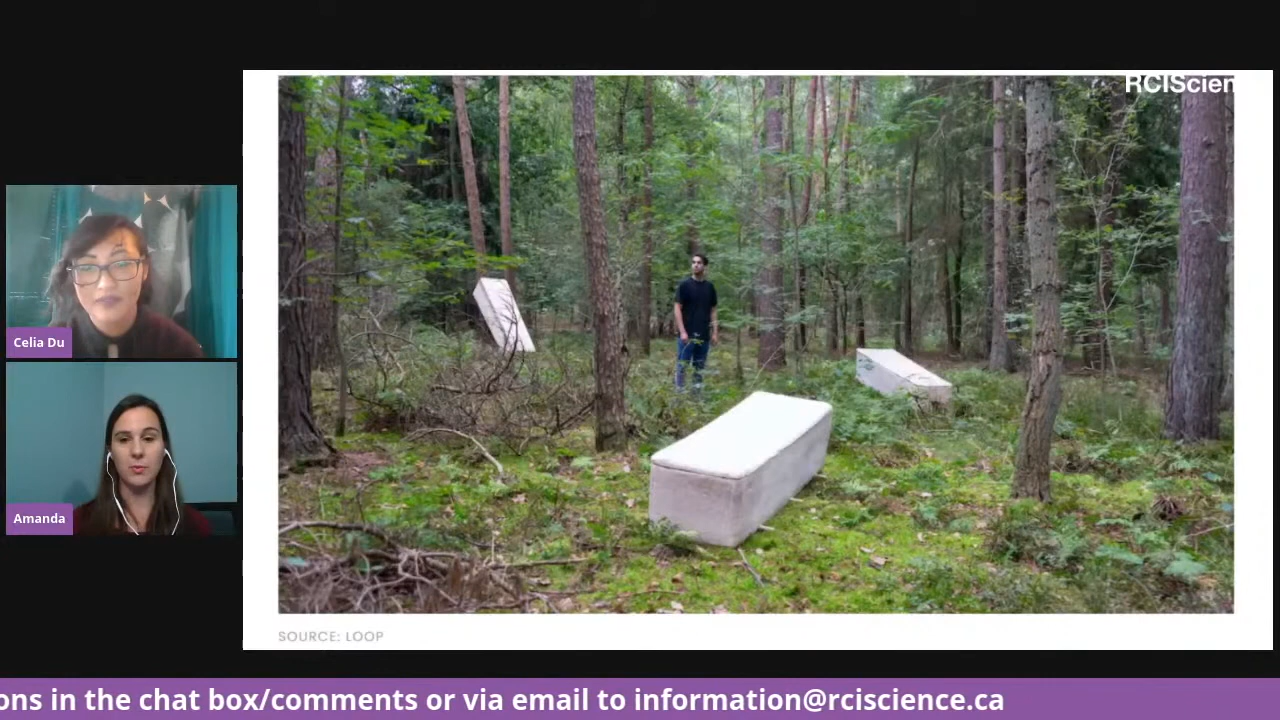 RCIScien
Celia Du
Amanda
SOURCE: LOOP
ons in the chat box/comments or via email to information@rciscience.ca